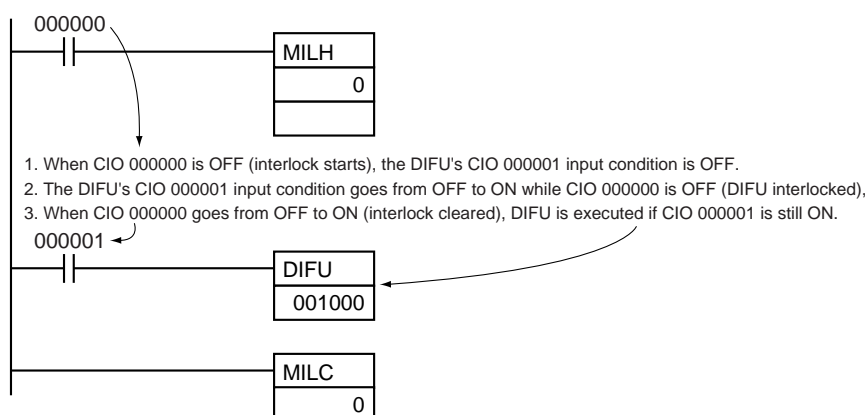 000000
MILH
0
1. When CIO 000000 is OFF (interlock starts), the DIFU's CIO 000001 input condition is OFF.
2. The DIFU's CIO 000001 input condition goes from OFF to ON while CIO 000000 is OFF (DIFU interlocked),
3. When CIO 000000 goes from OFF to ON (interlock cleared), DIFU is executed if CIO 000001 is still ON.
000001
DIFU
001000
MILC
0